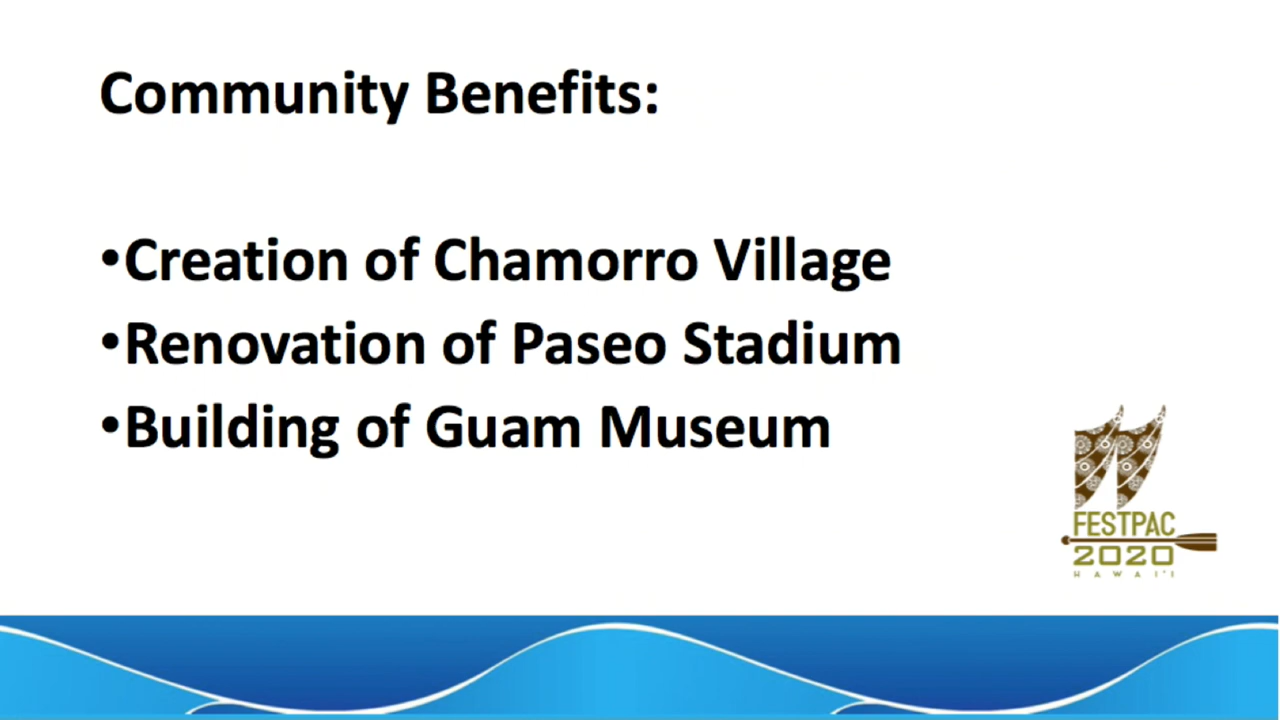 Community Benefits:
•Creation of Chamorro Village
•Renovation of Paseo Stadium
•Building of Guam Museum
FESTPAC
2020
HAWAI'I